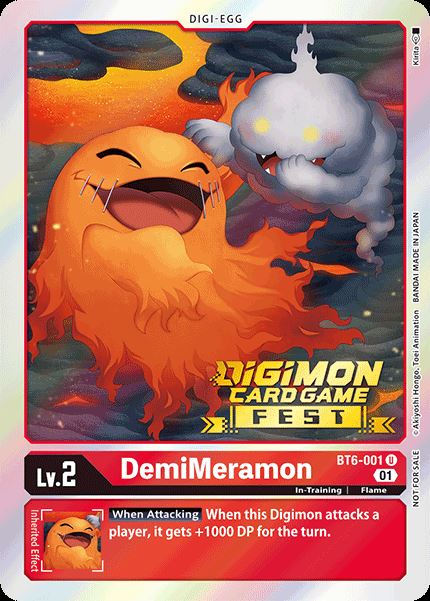 DIGI-EGG
Kirita
DIGIMON
CARD GAME
FEST
© Akiyoshi Hongo, Toei Animation BANDAI MADE IN JAPAN
NOT FOR SALE
Lv.2
DemiMeramon
BT6-001 U
01
In-Training | Flame
Inherited Effect
When Attacking When this Digimon attacks a
player, it gets +1000 DP for the turn.